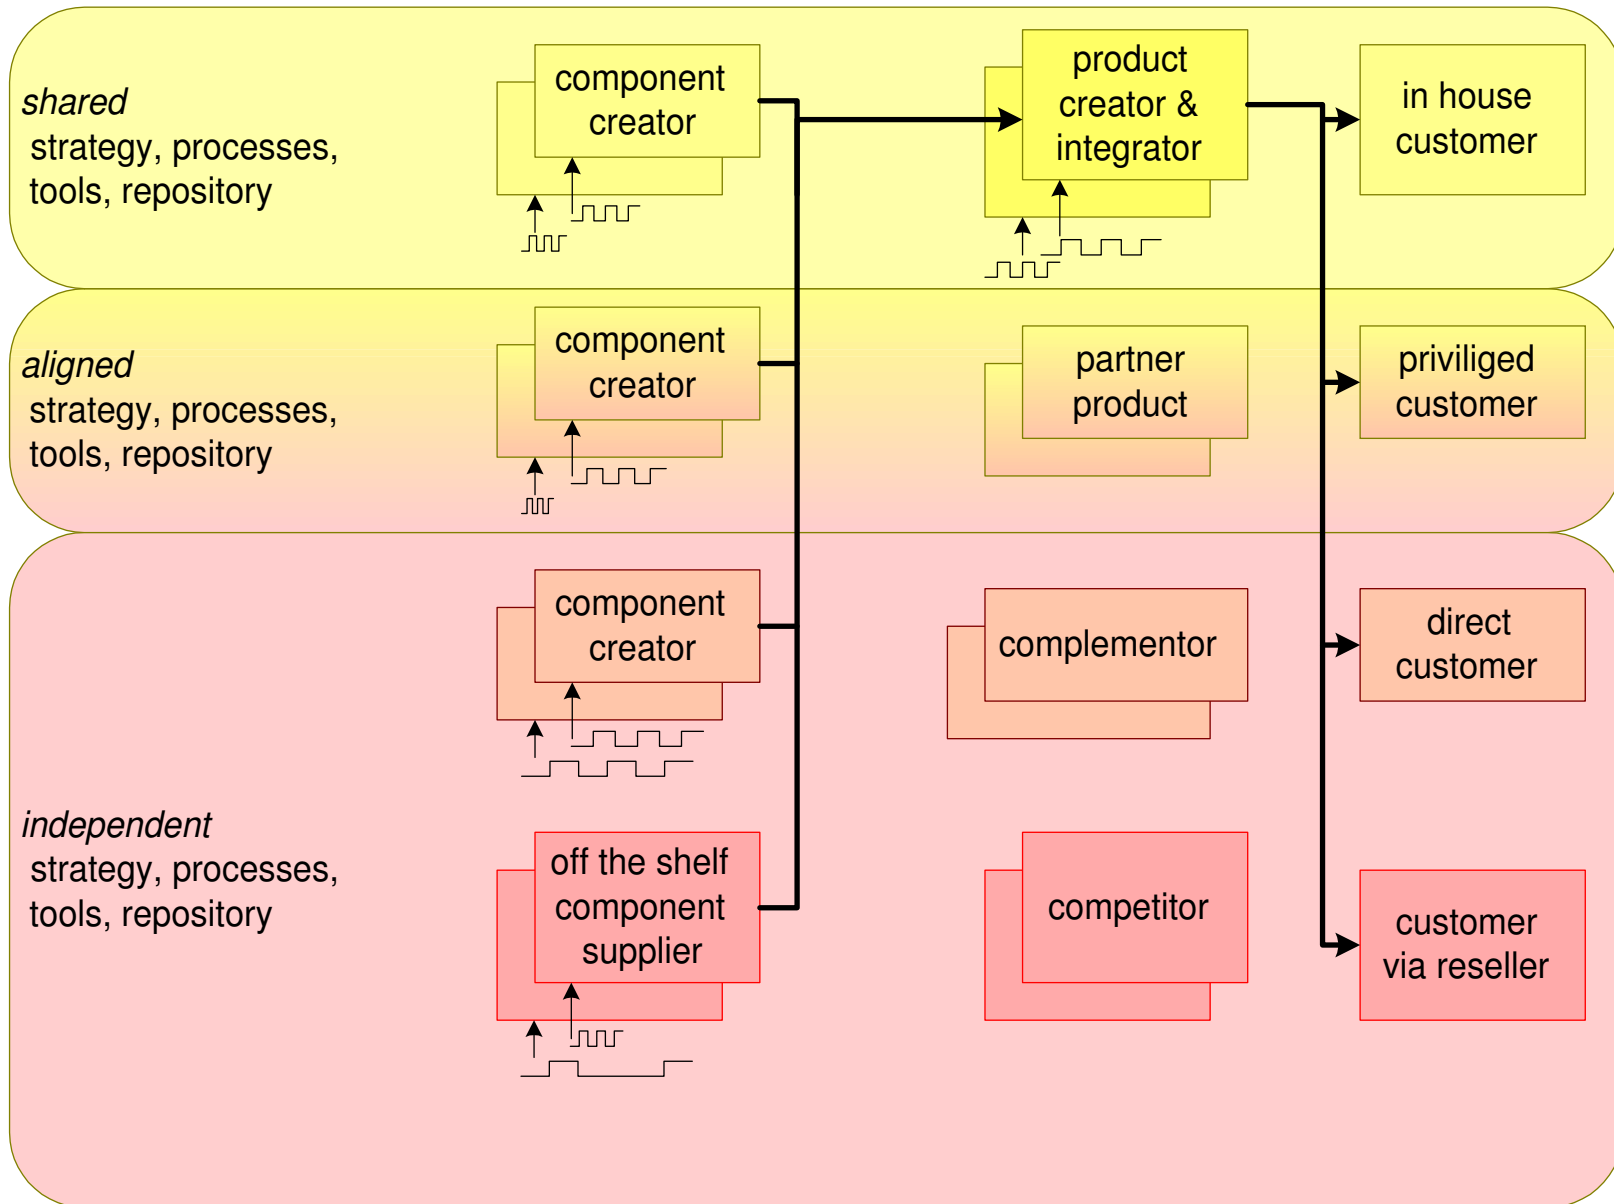 shared
strategy, processes,
tools, repository
component
creator
product
creator &
integrator
in house
customer
aligned
strategy, processes,
tools, repository
component
creator
partner
product
priviliged
customer
component
creator
complementor
direct
customer
independent
strategy, processes,
tools, repository
off the shelf
component
supplier
competitor
customer
via reseller